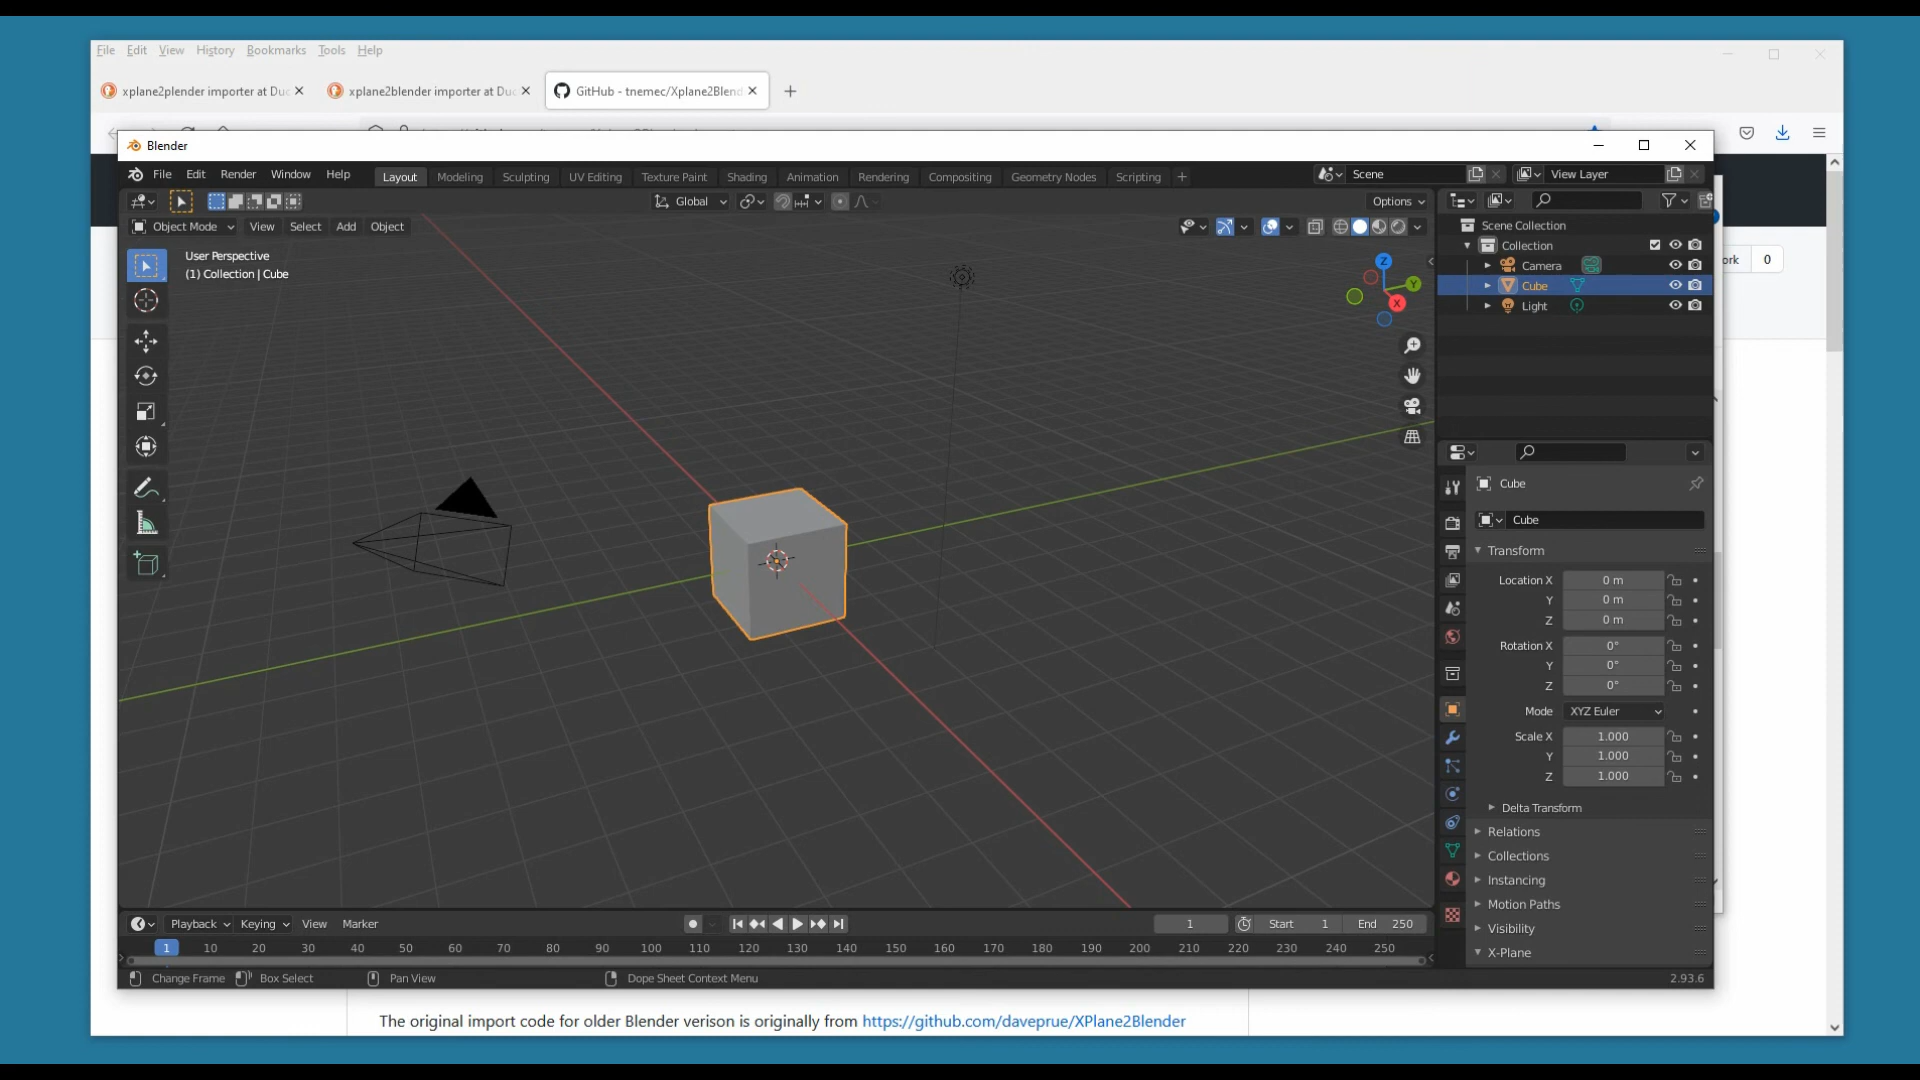 File Edit View History Bookmarks Tools Help
xplane2plender importer at Duc
xplane2blender importer at Duc
GitHub - tnemec/Xplane2Blend
Blender
File Edit Render Window Help
Layout Modeling Sculpting UV Editing Texture Paint Shading Animation Rendering Compositing Geometry Nodes Scripting +
Scene
View Layer
Global
Options
Object Mode View Select Add Object
User Perspective
(1) Collection | Cube
Z
Y
X
Scene Collection
Collection
Camera
Cube
Light
ork 0
Cube
Cube
Transform
Location X 0 m
Y 0 m
Z 0 m
Rotation X 0°
Y 0°
Z 0°
Mode XYZ Euler
Scale X 1.000
Y 1.000
Z 1.000
Delta Transform
Relations
Collections
Instancing
Motion Paths
Visibility
X-Plane
Playback Keying View Marker
1
Start 1
End 250
1 10 20 30 40 50 60 70 80 90 100 110 120 130 140 150 160 170 180 190 200 210 220 230 240 250
Change Frame Box Select Pan View Dope Sheet Context Menu 2.93.6
The original import code for older Blender verison is originally from https://github.com/daveprue/XPlane2Blender